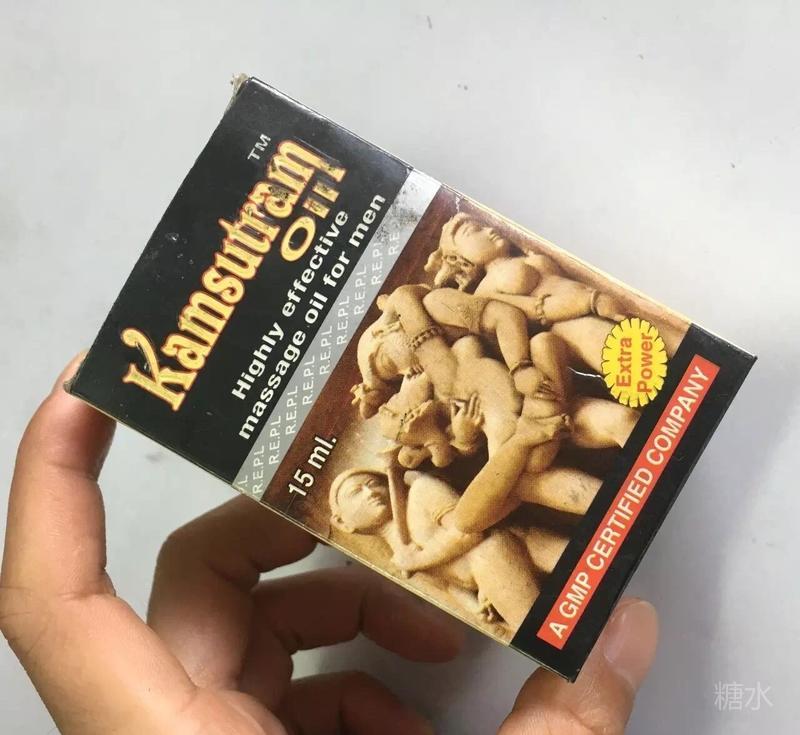 Kamsutram™
Oil
Highly effective
massage oil for men
R.E.P.L R.E.P.L R.E.P.L R.E.P.L R.E.P.L R.E.P.L
R.E.P.L R.E.P.L R.E.P.L R.E.P.L R.E.P.L
15 ml.
Extra
Power
A GMP CERTIFIED COMPANY
糖水